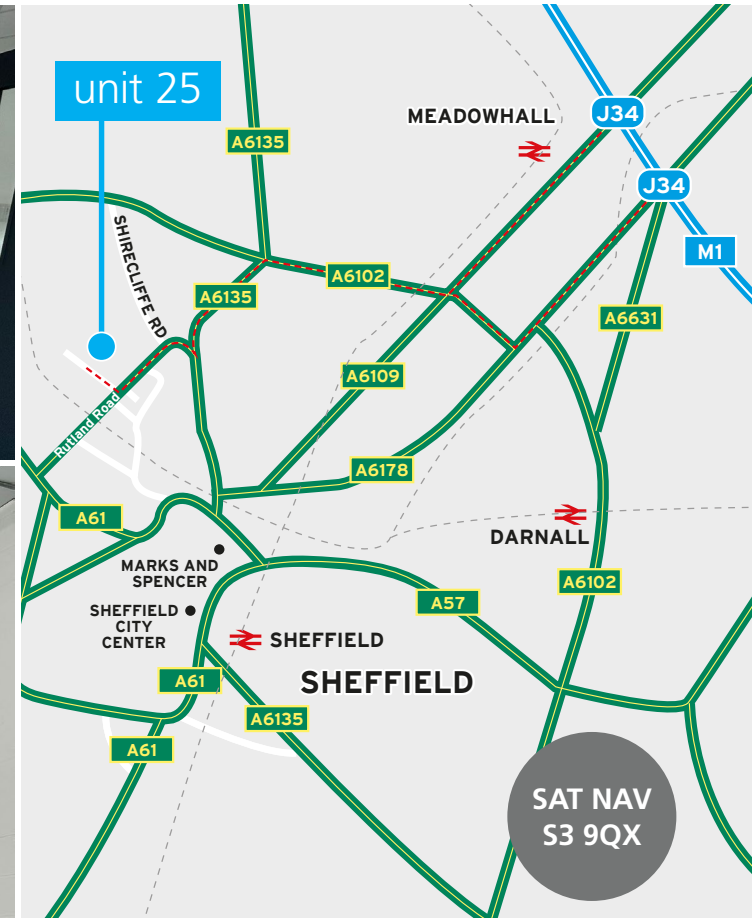 unit 25
MEADOWHALL
J34
A6135
J34
M1
SHIRECLIFFE RD
A6102
A6135
A6631
A6109
Rutland Road
A6178
A61
DARNALL
MARKS AND
SPENCER
A6102
A57
SHEFFIELD
CITY
CENTER
SHEFFIELD
SHEFFIELD
A61
A6135
A61
SAT NAV
S3 9QX